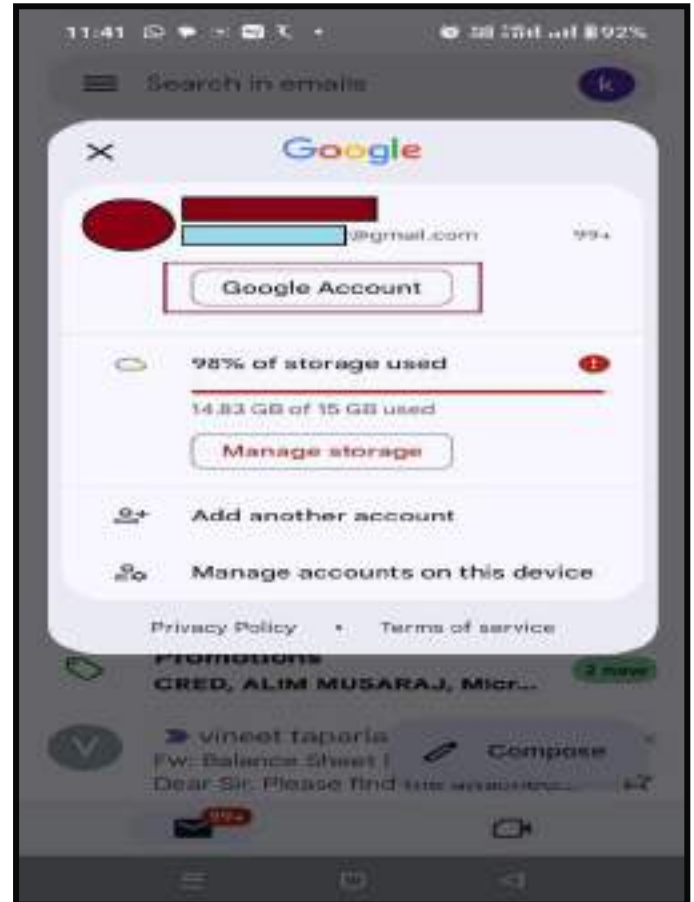 11:41 92%
Search in emails k
Google
@gmail.com 99+
Google Account
98% of storage used
14.83 GB of 15 GB used
Manage storage
Add another account
Manage accounts on this device
Privacy Policy • Terms of service
Promotions
CRED, ALIM MUSARAJ, Micr... 2 new
V vineet taparia
Fw: Balance Sheet
Compose
Dear Sir. Please find
99+